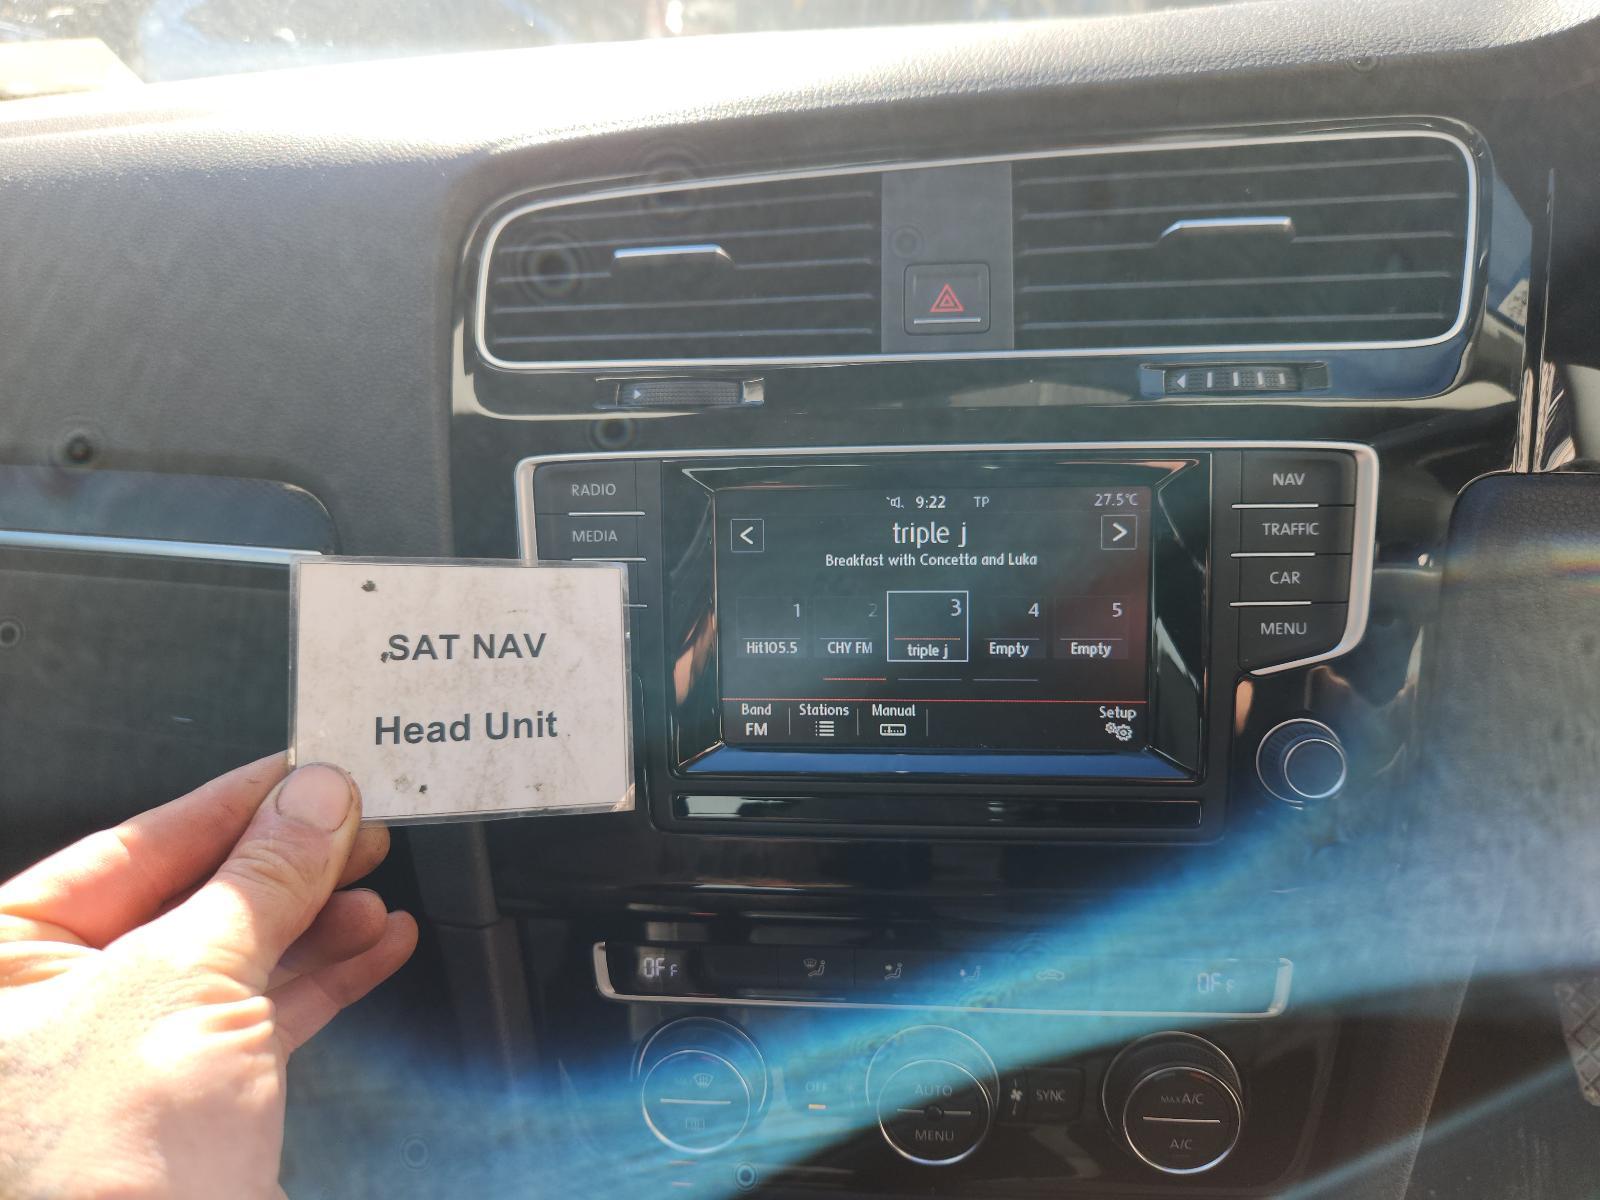 RADIO
MEDIA
NAV
TRAFFIC
CAR
MENU
9:22 TP 27.5°C
< triple j >
Breakfast with Concetta and Luka
1 2 3 4 5
Hit105.5 CHY FM triple j Empty Empty
Band Stations Manual Setup
FM
SAT NAV
Head Unit
OFF OFF
OFF
AUTO
MENU
SYNC
MAX A/C
A/C